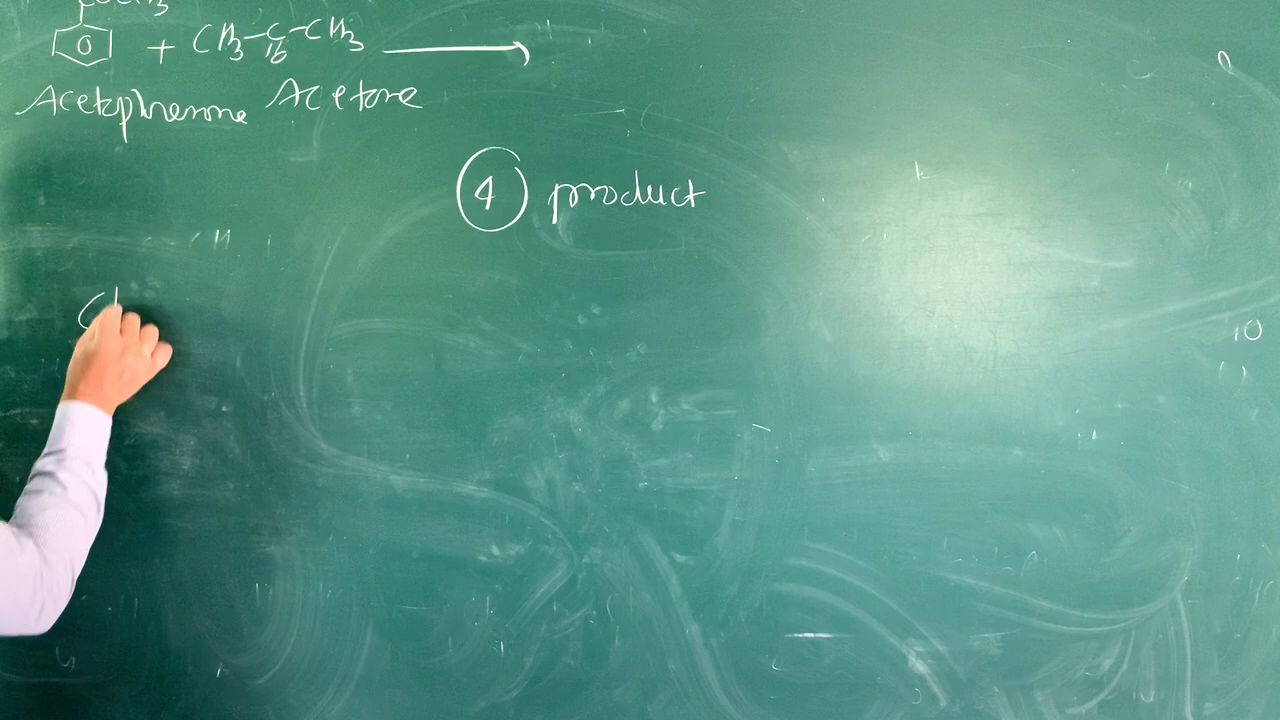 COCH3
+ CH3-C-CH3
Acetophenone Acetone
④ product